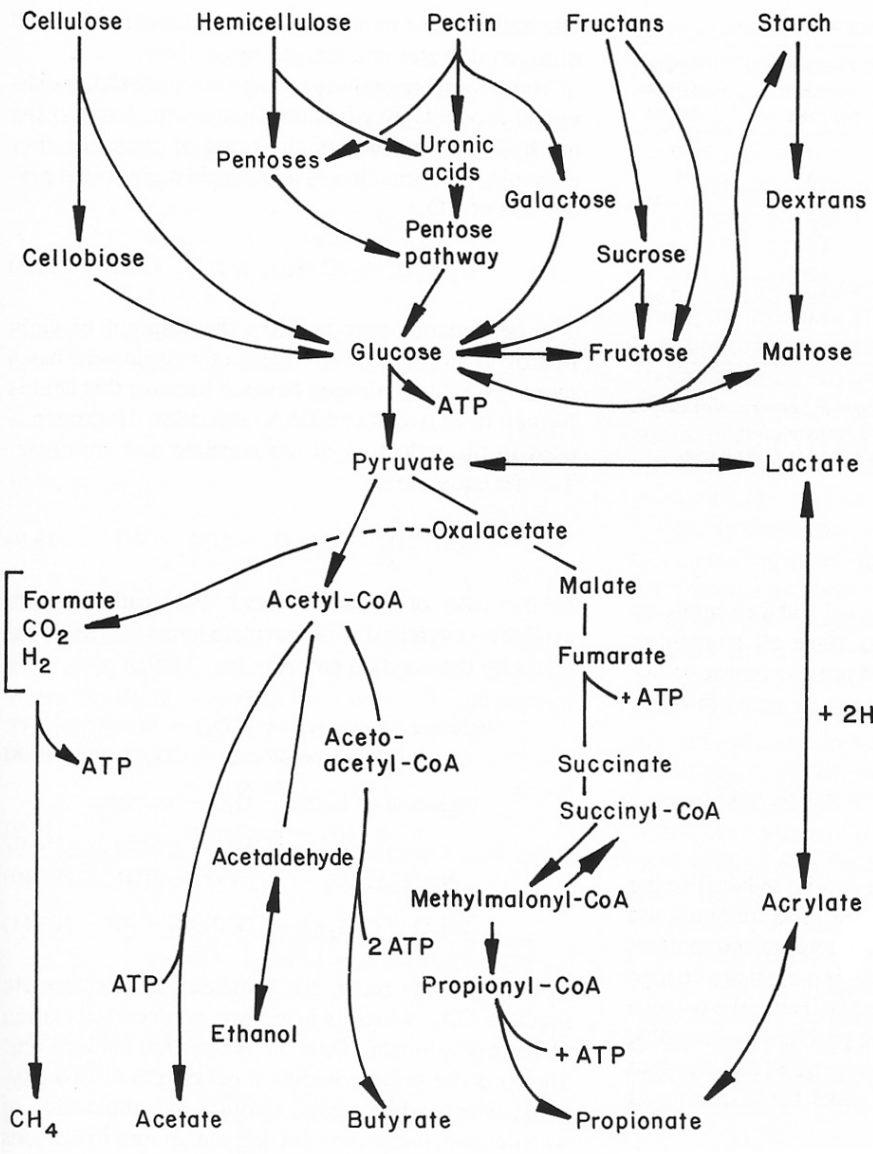 Cellulose
Hemicellulose
Pectin
Fructans
Starch
Pentoses
Uronic
acids
Galactose
Dextrans
Cellobiose
Pentose
pathway
Sucrose
Glucose
Fructose
Maltose
ATP
Pyruvate
Lactate
Oxalacetate
Formate
CO₂
H₂
Acetyl-CoA
Malate
Fumarate
+ATP
+ 2H
ATP
Aceto-
acetyl-CoA
Succinate
Succinyl-CoA
Acetaldehyde
Methylmalonyl-CoA
Acrylate
2 ATP
ATP
Propionyl-CoA
Ethanol
+ATP
CH₄
Acetate
Butyrate
Propionate